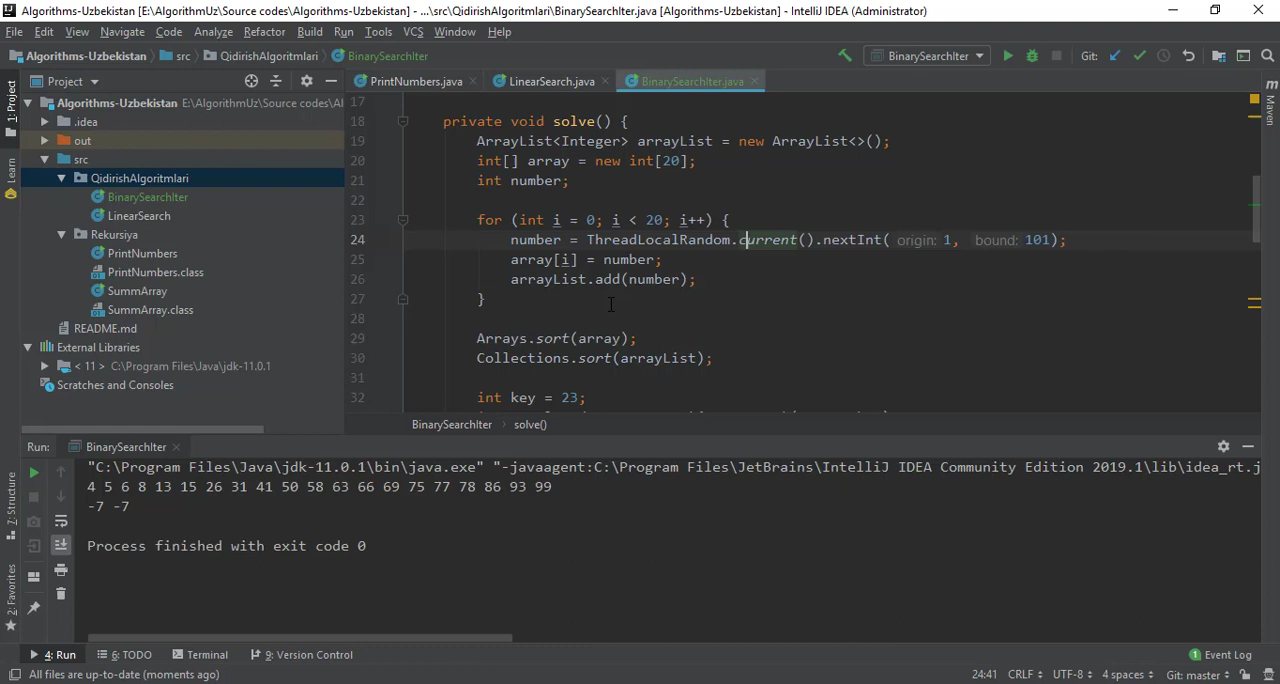 Algorithms-Uzbekistan [E:\AlgorithmUz\Source codes\Algorithms-Uzbekistan] - ...\src\QidirishAlgoritmlari\BinarySearchIter.java [Algorithms-Uzbekistan] - IntelliJ IDEA (Administrator)
File Edit View Navigate Code Analyze Refactor Build Run Tools VCS Window Help
Algorithms-Uzbekistan src QidirishAlgoritmlari BinarySearchIter BinarySearchIter Git:
Project PrintNumbers.java LinearSearch.java BinarySearchIter.java
1: Project
Learn
Z: Structure
2: Favorites
m Maven
Algorithms-Uzbekistan E:\AlgorithmUz\Source codes\Al
.idea
out
src
QidirishAlgoritmlari
BinarySearchIter
LinearSearch
Rekursiya
PrintNumbers
PrintNumbers.class
SummArray
SummArray.class
README.md
External Libraries
< 11 > C:\Program Files\Java\jdk-11.0.1
Scratches and Consoles
17
18 private void solve() {
19 ArrayList<Integer> arrayList = new ArrayList<>();
20 int[] array = new int[20];
21 int number;
22
23 for (int i = 0; i < 20; i++) {
24 number = ThreadLocalRandom.current().nextInt( origin: 1, bound: 101);
25 array[i] = number;
26 arrayList.add(number);
27 }
28
29 Arrays.sort(array);
30 Collections.sort(arrayList);
31
32 int key = 23;
BinarySearchIter › solve()
Run: BinarySearchIter
"C:\Program Files\Java\jdk-11.0.1\bin\java.exe" "-javaagent:C:\Program Files\JetBrains\IntelliJ IDEA Community Edition 2019.1\lib\idea_rt.j
4 5 6 8 13 15 26 31 41 50 58 63 66 69 75 77 78 86 93 99
-7 -7
Process finished with exit code 0
4: Run 6: TODO Terminal 9: Version Control 1 Event Log
All files are up-to-date (moments ago) 24:41 CRLF UTF-8 4 spaces Git: master